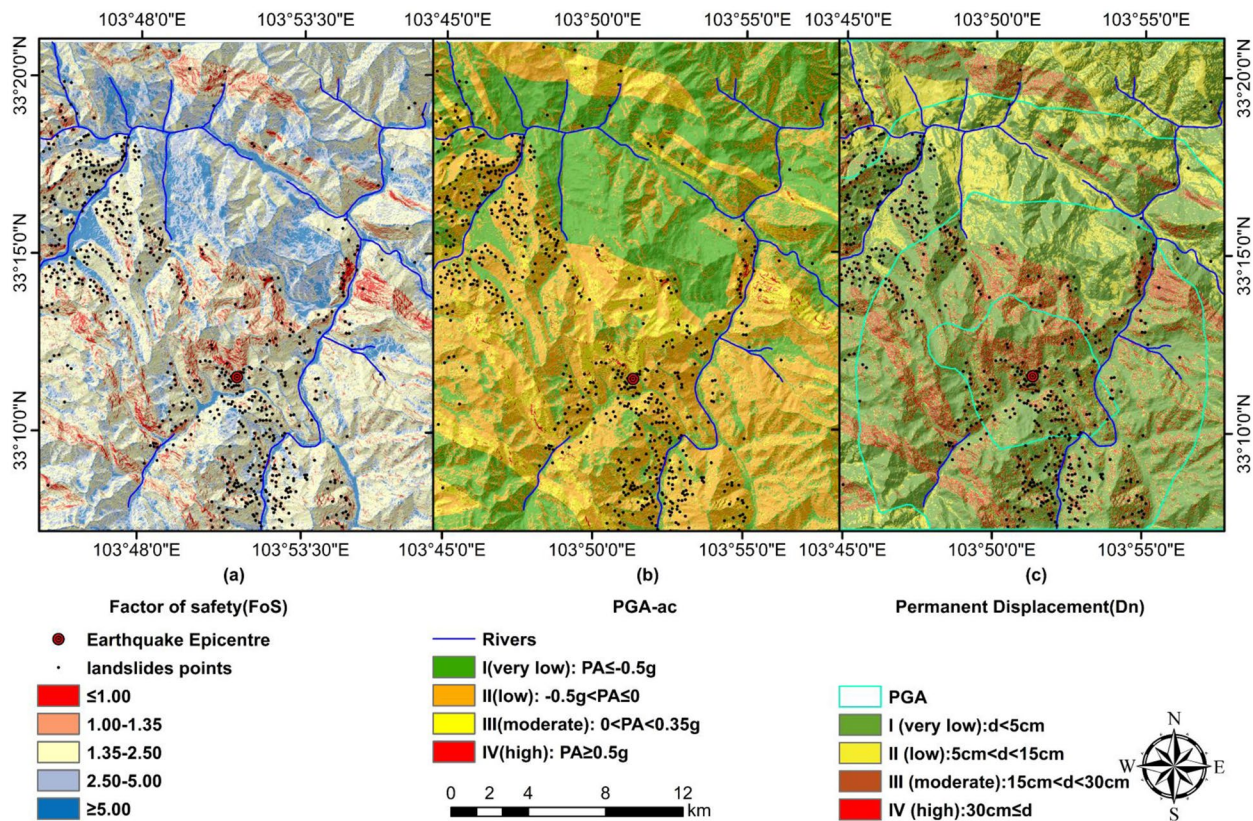 103°48'0"E 103°53'30"E 103°45'0"E 103°50'0"E 103°55'0"E 103°45'0"E 103°50'0"E 103°55'0"E
33°20'0"N 33°20'0"N
33°15'0"N 33°15'0"N
33°10'0"N 33°10'0"N
103°48'0"E 103°53'30"E 103°45'0"E 103°50'0"E 103°55'0"E 103°45'0"E 103°50'0"E 103°55'0"E
(a) (b) (c)
Factor of safety(FoS)
Earthquake Epicentre
landslides points
≤1.00
1.00-1.35
1.35-2.50
2.50-5.00
≥5.00
PGA-ac
Rivers
I(very low): PA≤-0.5g
II(low): -0.5g<PA≤0
III(moderate): 0<PA<0.35g
IV(high): PA≥0.5g
0 2 4 8 12
km
Permanent Displacement(Dn)
PGA
I (very low):d<5cm
II (low):5cm<d<15cm
III (moderate):15cm<d<30cm
IV (high):30cm≤d
N
W E
S